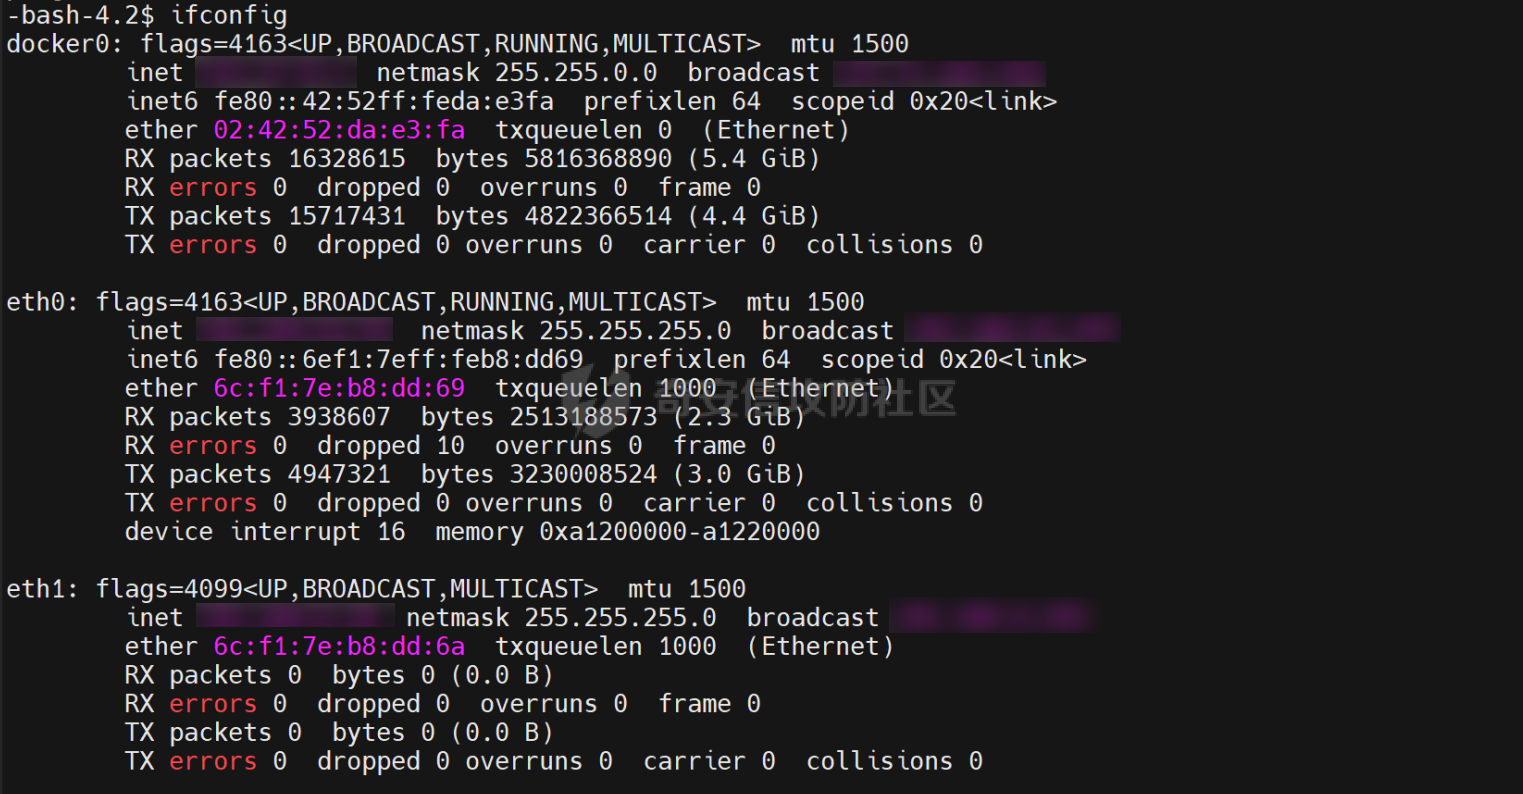 -bash-4.2$ ifconfig
docker0: flags=4163<UP,BROADCAST,RUNNING,MULTICAST>  mtu 1500
inet netmask 255.255.0.0  broadcast
inet6 fe80::42:52ff:feda:e3fa  prefixlen 64  scopeid 0x20<link>
ether 02:42:52:da:e3:fa  txqueuelen 0  (Ethernet)
RX packets 16328615  bytes 5816368890 (5.4 GiB)
RX errors 0  dropped 0  overruns 0  frame 0
TX packets 15717431  bytes 4822366514 (4.4 GiB)
TX errors 0  dropped 0 overruns 0  carrier 0  collisions 0
eth0: flags=4163<UP,BROADCAST,RUNNING,MULTICAST>  mtu 1500
inet netmask 255.255.255.0  broadcast
inet6 fe80::6ef1:7eff:feb8:dd69  prefixlen 64  scopeid 0x20<link>
ether 6c:f1:7e:b8:dd:69  txqueuelen 1000  (Ethernet)
奇安信攻防社区
RX packets 3938607  bytes 2513188573 (2.3 GiB)
RX errors 0  dropped 10  overruns 0  frame 0
TX packets 4947321  bytes 3230008524 (3.0 GiB)
TX errors 0  dropped 0 overruns 0  carrier 0  collisions 0
device interrupt 16  memory 0xa1200000-a1220000
eth1: flags=4099<UP,BROADCAST,MULTICAST>  mtu 1500
inet netmask 255.255.255.0  broadcast
ether 6c:f1:7e:b8:dd:6a  txqueuelen 1000  (Ethernet)
RX packets 0  bytes 0 (0.0 B)
RX errors 0  dropped 0  overruns 0  frame 0
TX packets 0  bytes 0 (0.0 B)
TX errors 0  dropped 0 overruns 0  carrier 0  collisions 0